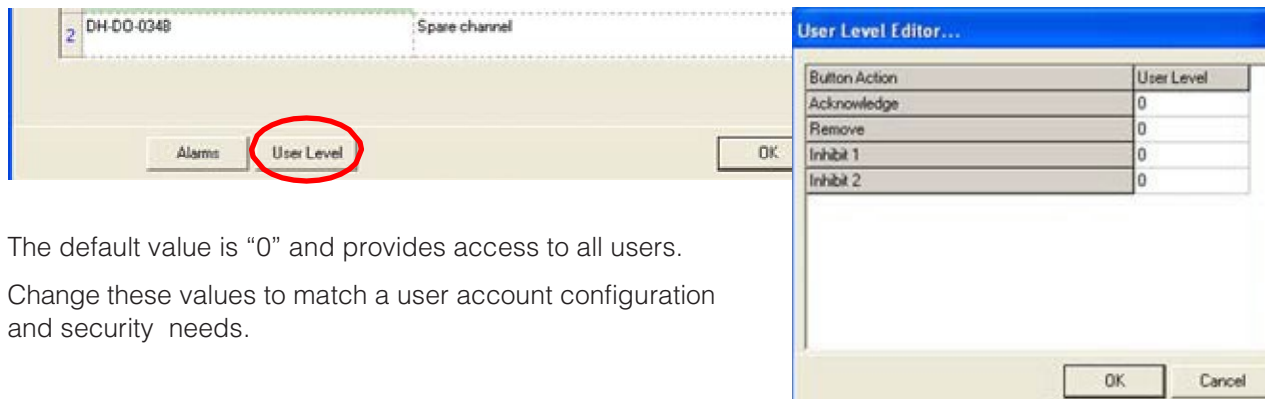 2 DH-DO-0348 Spare channel
Alarms User Level OK
The default value is “0” and provides access to all users.
Change these values to match a user account configuration
and security needs.
User Level Editor...
Button Action User Level
Acknowledge 0
Remove 0
Inhibit 1 0
Inhibit 2 0
OK Cancel